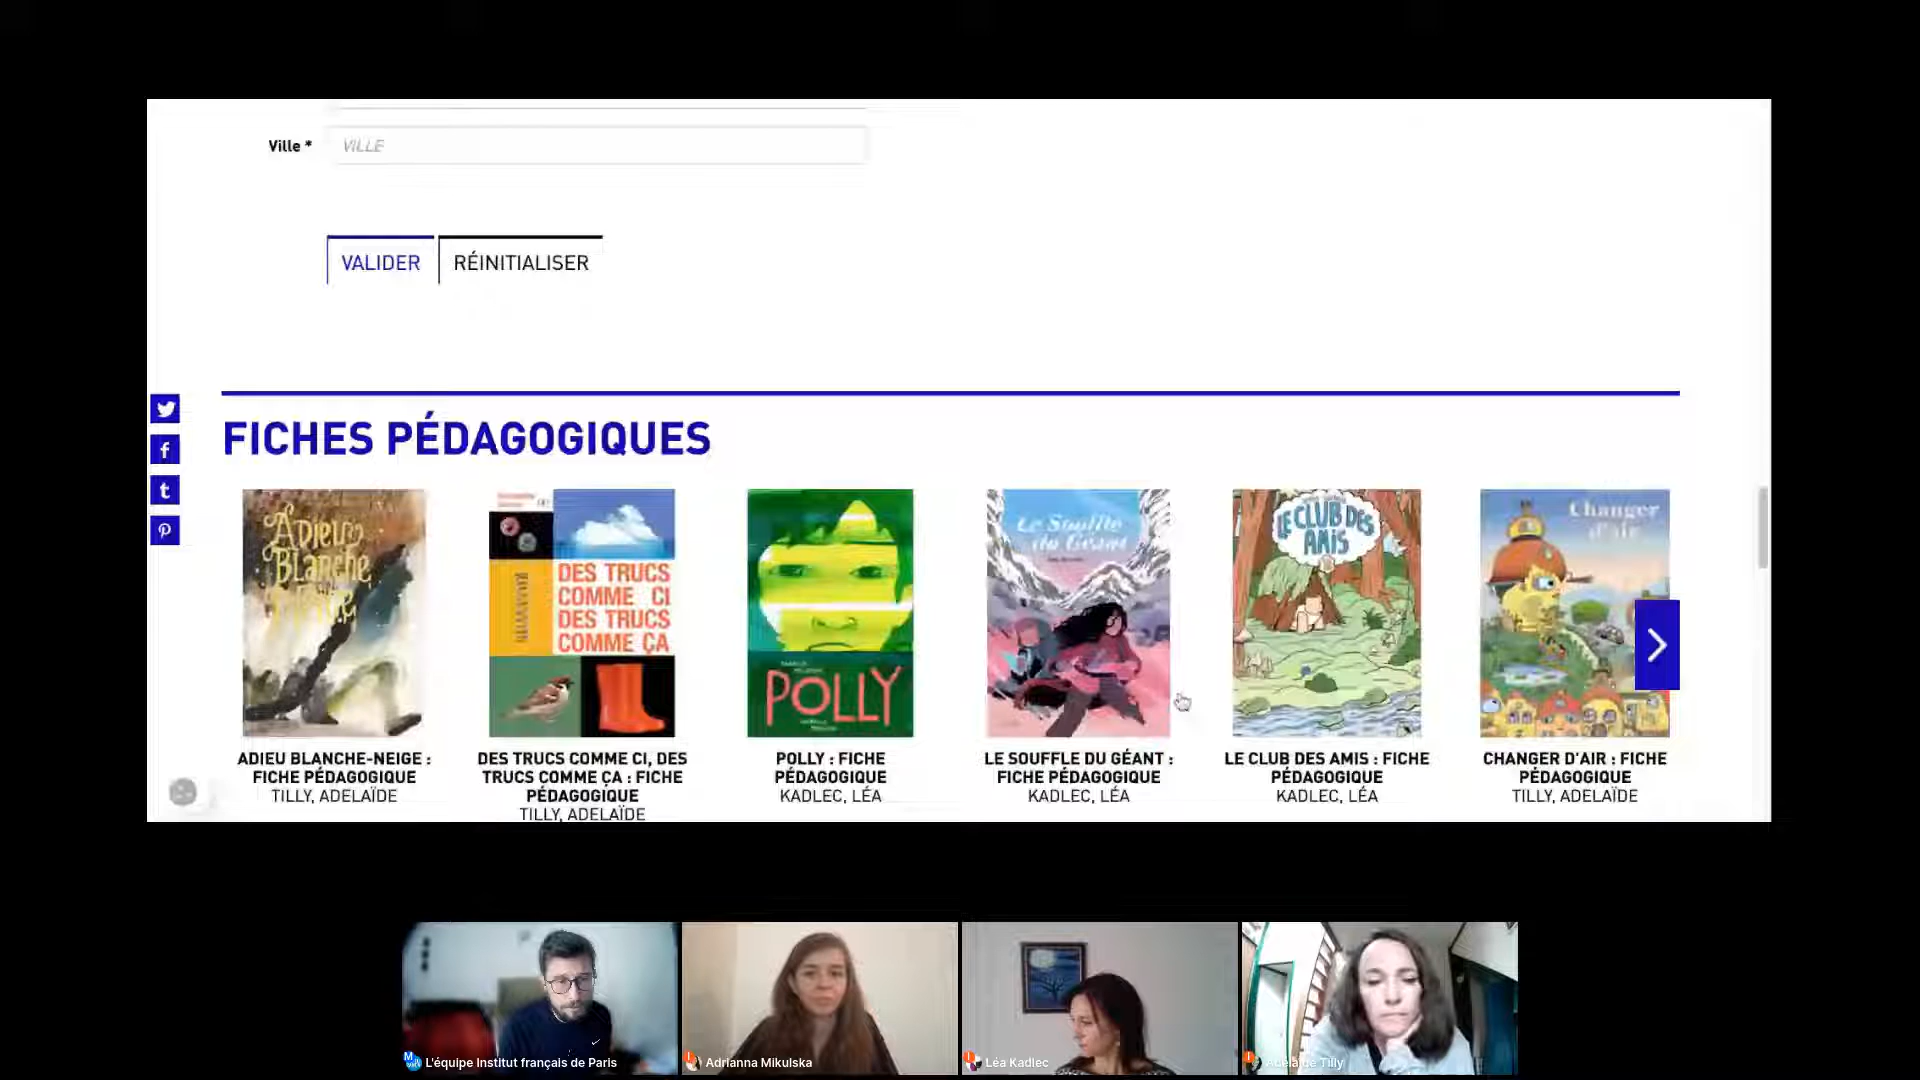 Ville *
VILLE
VALIDER
RÉINITIALISER
FICHES PÉDAGOGIQUES
ADIEU
BLANCHE
NEIGE
DES TRUCS
COMME CI
DES TRUCS
COMME ÇA
POLLY
Le Souffle
du Géant
LE CLUB DES
AMIS
Changer
d'air
ADIEU BLANCHE-NEIGE :
FICHE PÉDAGOGIQUE
TILLY, ADELAÏDE
DES TRUCS COMME CI, DES
TRUCS COMME ÇA : FICHE
PÉDAGOGIQUE
TILLY, ADELAÏDE
POLLY : FICHE
PÉDAGOGIQUE
KADLEC, LÉA
LE SOUFFLE DU GÉANT :
FICHE PÉDAGOGIQUE
KADLEC, LÉA
LE CLUB DES AMIS : FICHE
PÉDAGOGIQUE
KADLEC, LÉA
CHANGER D'AIR : FICHE
PÉDAGOGIQUE
TILLY, ADELAÏDE
L'équipe Institut français de Paris
Adrianna Mikulska
Léa Kadlec
Adélaïde Tilly